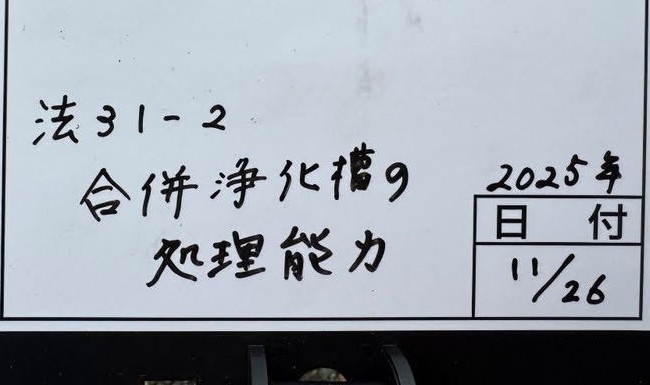 法31-2
合併浄化槽の
処理能力
2025年
日付
11/26